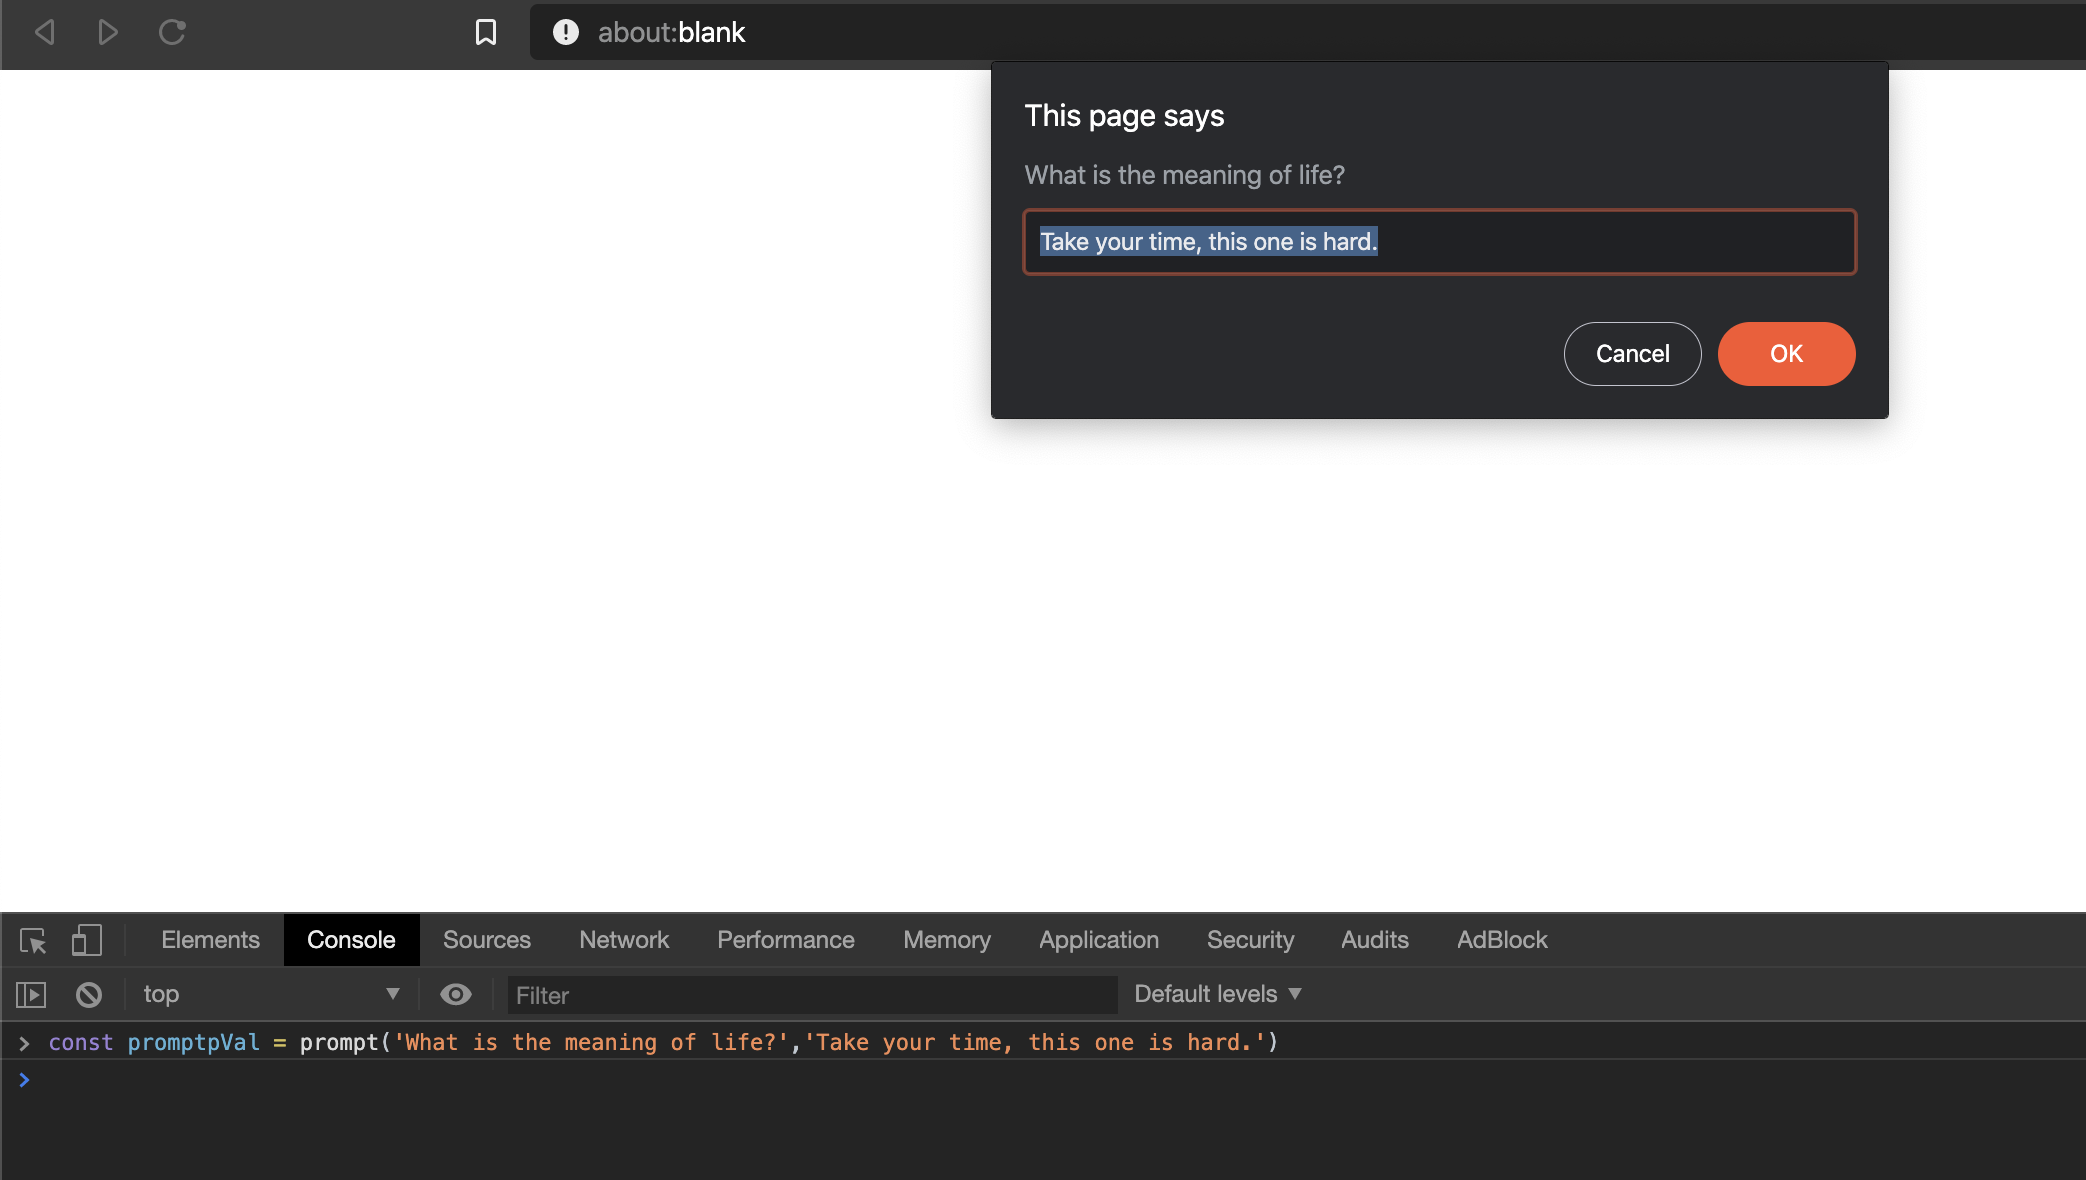 about:blank
This page says
What is the meaning of life?
Take your time, this one is hard.
Cancel OK
Elements Console Sources Network Performance Memory Application Security Audits AdBlock
top Filter Default levels
const promptpVal = prompt('What is the meaning of life?','Take your time, this one is hard.')